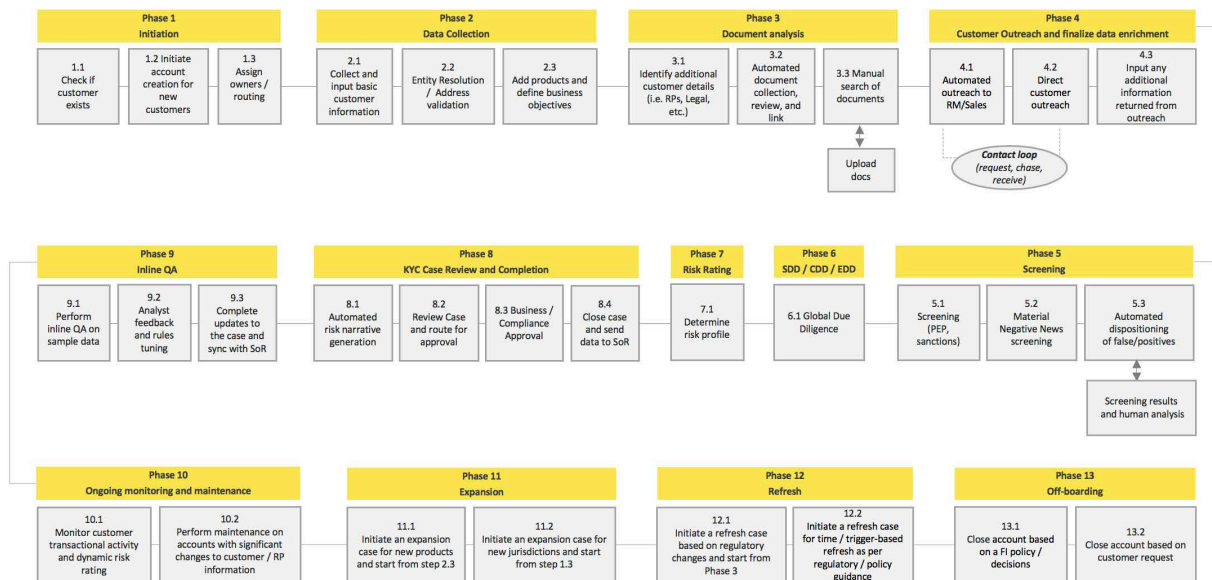 Phase 1
Initiation
1.1
Check if
customer
exists
1.2 Initiate
account
creation for
new
customers
1.3
Assign
owners /
routing
Phase 2
Data Collection
2.1
Collect and
input basic
customer
information
2.2
Entity Resolution
/ Address
validation
2.3
Add products and
define business
objectives
Phase 3
Document analysis
3.1
Identify additional
customer details
(i.e. RPs, Legal,
etc.)
3.2
Automated
document
collection,
review, and
link
3.3 Manual
search of
documents
Upload
docs
Phase 4
Customer Outreach and finalize data enrichment
4.1
Automated
outreach to
RM/Sales
4.2
Direct
customer
outreach
4.3
Input any
additional
information
returned from
outreach
Contact loop
(request, chase,
receive)
Phase 9
Inline QA
9.1
Perform
inline QA on
sample data
9.2
Analyst
feedback
and rules
tuning
9.3
Complete
updates to
the case and
sync with SoR
Phase 8
KYC Case Review and Completion
8.1
Automated
risk narrative
generation
8.2
Review Case
and route for
approval
8.3 Business /
Compliance
Approval
8.4
Close case
and send
data to SoR
Phase 7
Risk Rating
7.1
Determine
risk profile
Phase 6
SDD / CDD / EDD
6.1 Global Due
Diligence
Phase 5
Screening
5.1
Screening
(PEP,
sanctions)
5.2
Material
Negative News
screening
5.3
Automated
dispositioning
of false/positives
Screening results
and human analysis
Phase 10
Ongoing monitoring and maintenance
10.1
Monitor customer
transactional activity
and dynamic risk
rating
10.2
Perform maintenance on
accounts with significant
changes to customer / RP
information
Phase 11
Expansion
11.1
Initiate an expansion
case for new products
and start from step 2.3
11.2
Initiate an expansion case for
new jurisdictions and start
from step 1.3
Phase 12
Refresh
12.1
Initiate a refresh case
based on regulatory
changes and start from
Phase 3
12.2
Initiate a refresh case
for time / trigger-based
refresh as per
regulatory / policy
guidance
Phase 13
Off-boarding
13.1
Close account based
on a FI policy /
decisions
13.2
Close account based on
customer request